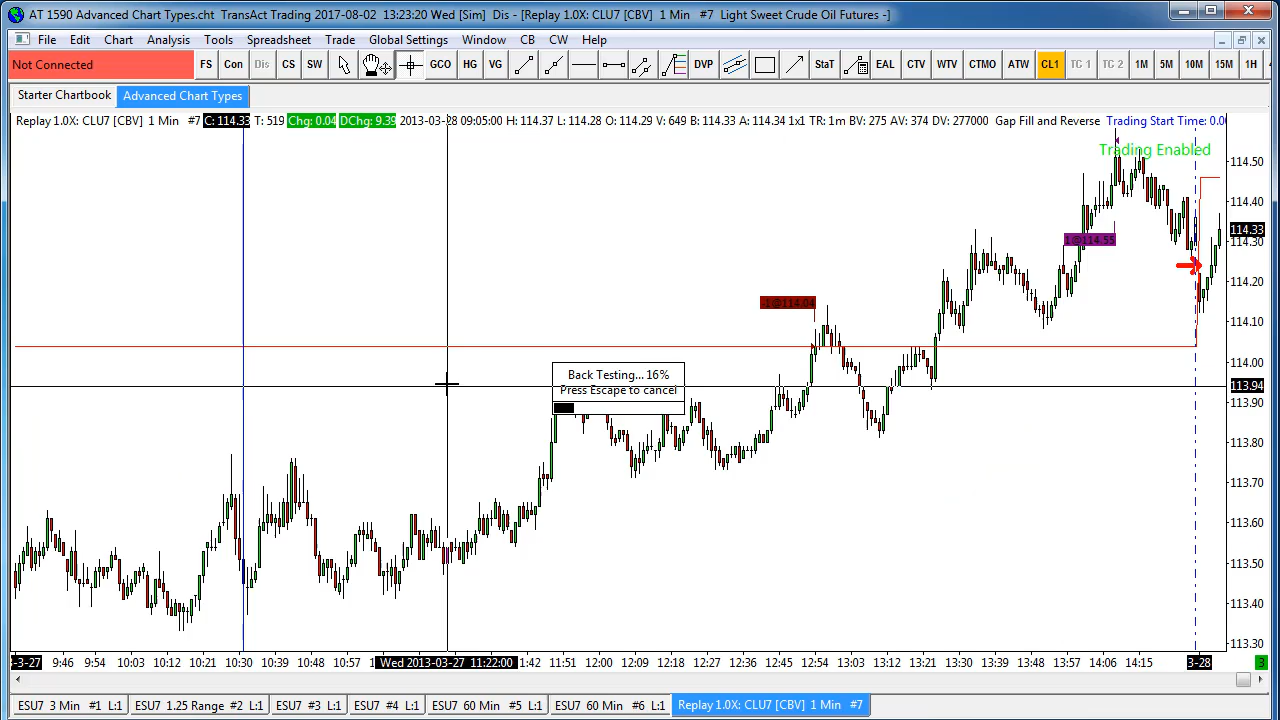 AT 1590 Advanced Chart Types.cht  TransAct Trading 2017-08-02  13:23:20 Wed [Sim]  Dis - [Replay 1.0X: CLU7 [CBV]  1 Min   #7  Light Sweet Crude Oil Futures -]
File Edit Chart Analysis Tools Spreadsheet Trade Global Settings Window CB CW Help
Not Connected FS Con Dis CS SW GCO HG VG DVP StaT EAL CTV WTV CTMO ATW CL1 TC 1 TC 2 1M 5M 10M 15M 1H
Starter Chartbook Advanced Chart Types
Replay 1.0X: CLU7 [CBV]  1 Min   #7 C: 114.33 T: 519 Chg: 0.04 DChg: 9.39 2013-03-28 09:05:00 H: 114.37 L: 114.28 O: 114.29 V: 649 B: 114.33 A: 114.34 1x1 TR: 1m BV: 275 AV: 374 DV: 277000 Gap Fill and Reverse Trading Start Time: 0.0
Trading Enabled
114.50
114.40
114.33
114.30
1@114.55
114.20
-1@114.04
114.10
114.00
Back Testing... 16%
Press Escape to cancel
113.94
113.90
113.80
113.70
113.60
113.50
113.40
113.30
-3-27 9:46 9:54 10:03 10:12 10:21 10:30 10:39 10:48 10:57 1 Wed 2013-03-27 11:22:00 1:42 11:51 12:00 12:09 12:18 12:27 12:36 12:45 12:54 13:03 13:12 13:21 13:30 13:39 13:48 13:57 14:06 14:15 3-28 3
ESU7  3 Min   #1  L:1 ESU7  1.25 Range  #2  L:1 ESU7  #3  L:1 ESU7  #4  L:1 ESU7  60 Min   #5  L:1 ESU7  60 Min   #6  L:1 Replay 1.0X: CLU7 [CBV]  1 Min   #7